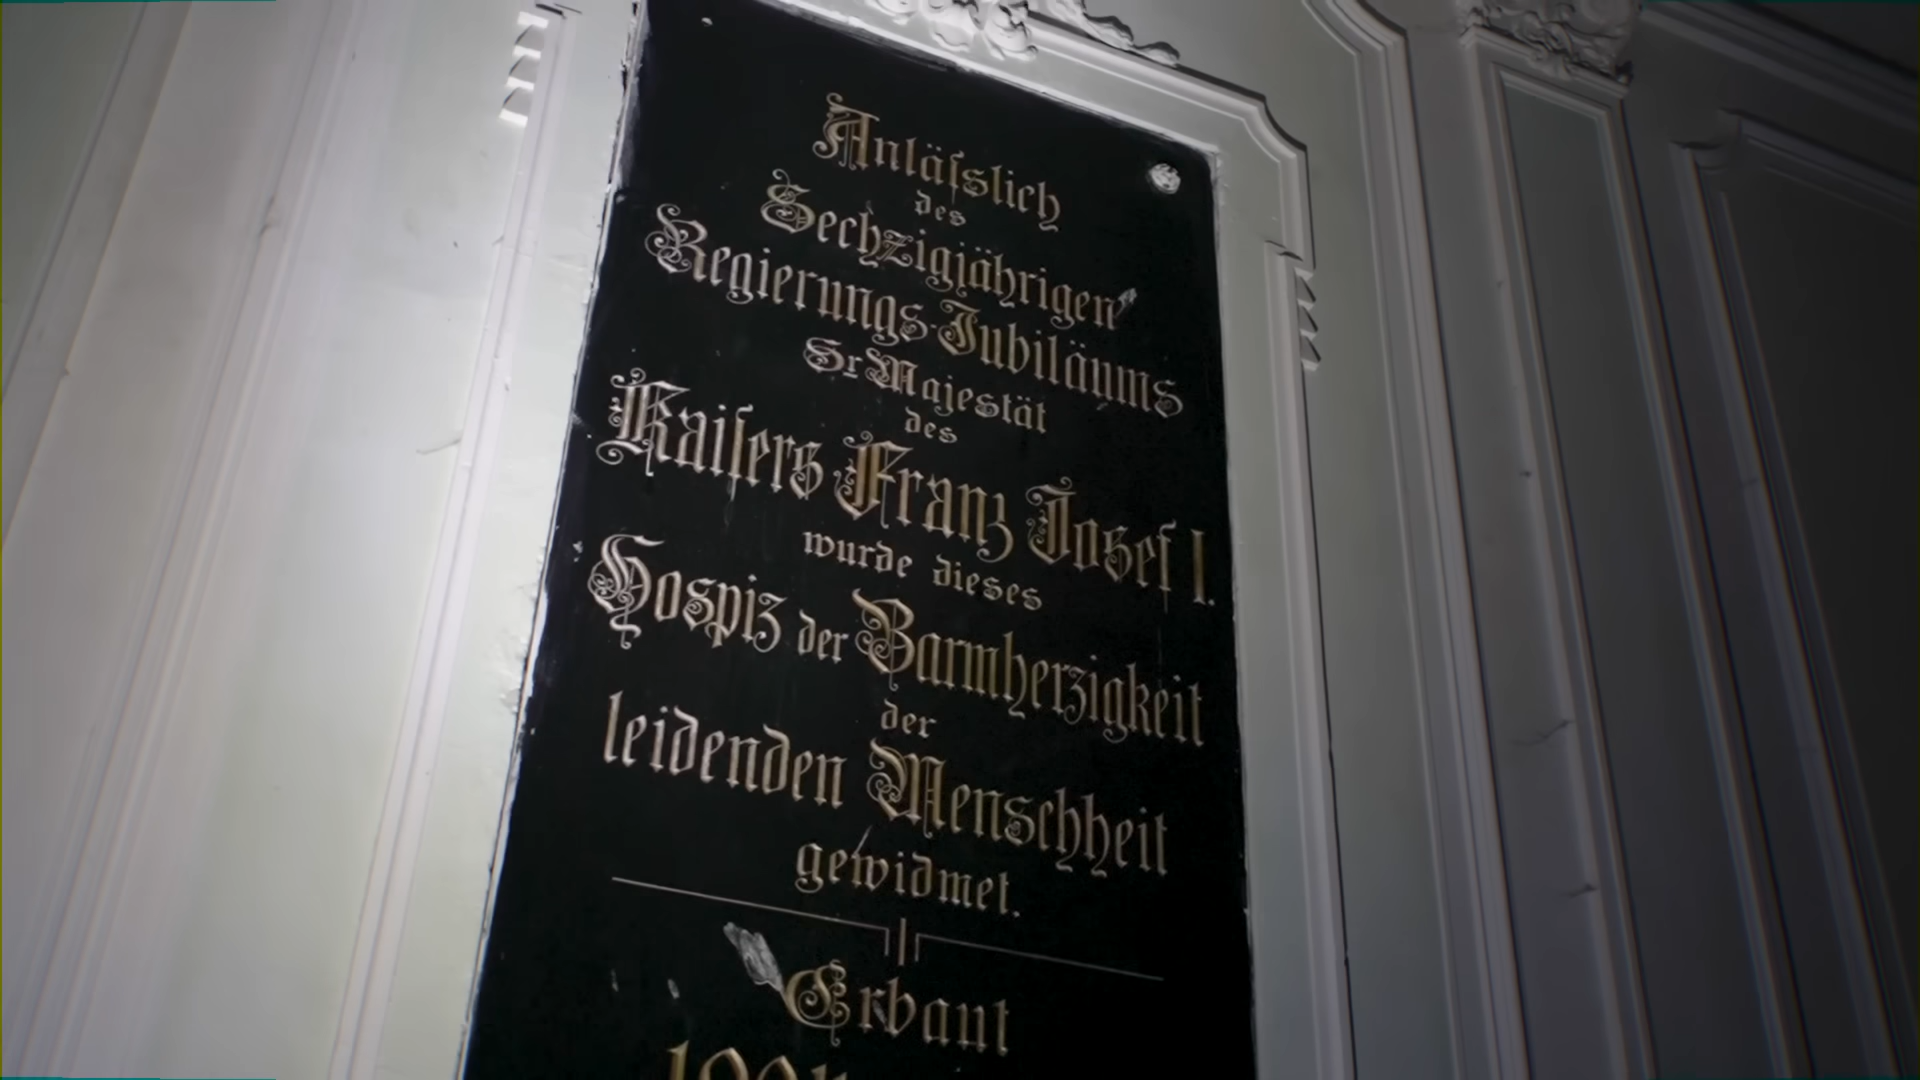 Anläſslich
des
Sechzigjährigen
Regierungs-Jubiläums
Sr Majestät
des
Kaiſers Franz Josef I.
wurde dieses
Hospiz der Barmherzigkeit
der
leidenden Menschheit
gewidmet.
Erbaut